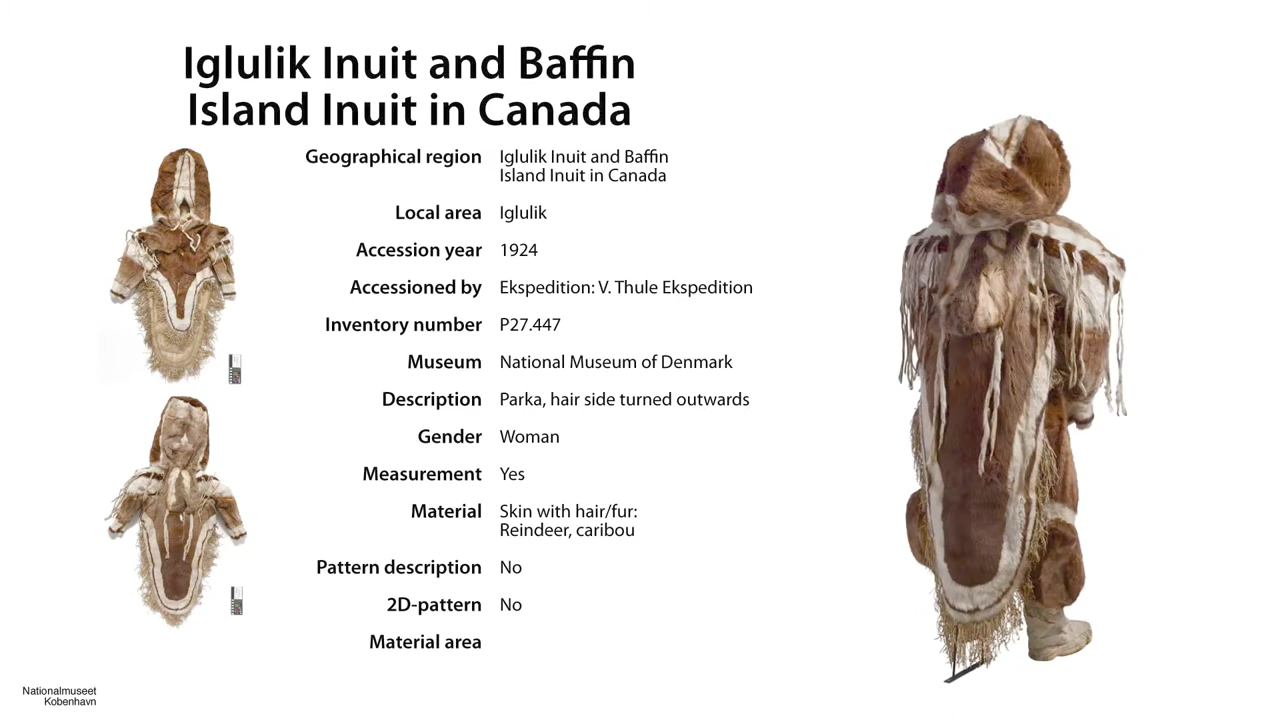 Iglulik Inuit and Baffin
Island Inuit in Canada
Geographical region Iglulik Inuit and Baffin
Island Inuit in Canada
Local area Iglulik
Accession year 1924
Accessioned by Ekspedition: V. Thule Ekspedition
Inventory number P27.447
Museum National Museum of Denmark
Description Parka, hair side turned outwards
Gender Woman
Measurement Yes
Material Skin with hair/fur:
Reindeer, caribou
Pattern description No
2D-pattern No
Material area
Nationalmuseet
Kobenhavn